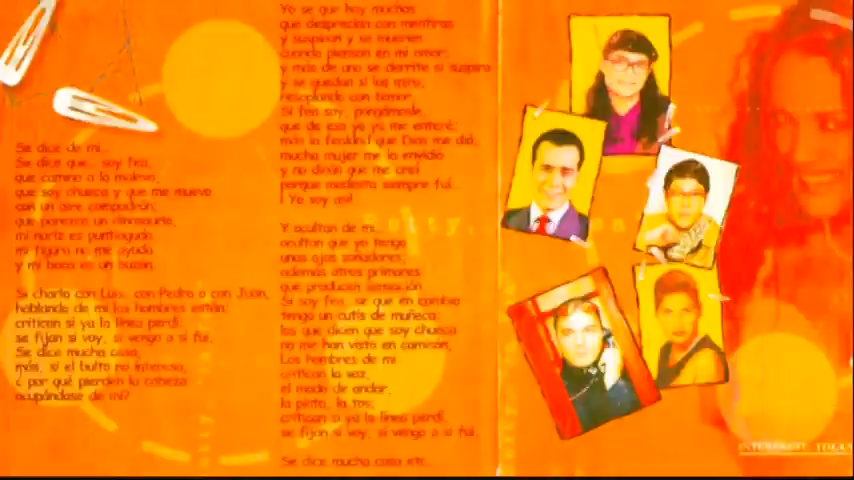 Se dice de mí...
Se dice que... soy fea,
que camino a lo malevo,
que soy chueca y que me muevo
con un aire compadrón;
que parezco un dinosaurio,
mi nariz es puntiaguda
mi figura no me ayuda
y mi boca es un buzón.
Si charlo con Luis, con Pedro o con Juan,
hablando de mí los hombres están;
critican si ya la línea perdí,
se fijan si voy, si vengo o si fui.
Se dice mucha cosa,
más, si el bulto no interesa,
¿ por qué pierden la cabeza
ocupándose de mí?
Yo se que hay muchos
que desprecian con mentiras
y suspiran y se mueren
cuando piensan en mi amor;
y más de uno se derrite si suspiro
y se quedan si los miro,
resoplando con
Si fea soy, pongámosle,
que de eso ya yo me enteré;
más la fealdad que Dios me dió,
mucha mujer me la envidió
y no dirán que me creí
porque modesta siempre fuí...
¡ Yo soy así
Y ocultan de mí...
ocultan que yo tengo
unos ojos soñadores;
además otros primores
que producen sensación
Si soy fea, se que en cambio
tengo un cutis de muñeca;
los que dicen que soy chueca
no me han visto en camisón.
Los hombres de mí
critican la voz,
el modo de andar,
la pinta, la tos;
critican si ya la línea perdí,
se fijan si voy, si vengo o si fuí.
Se dice mucha cosa etc...